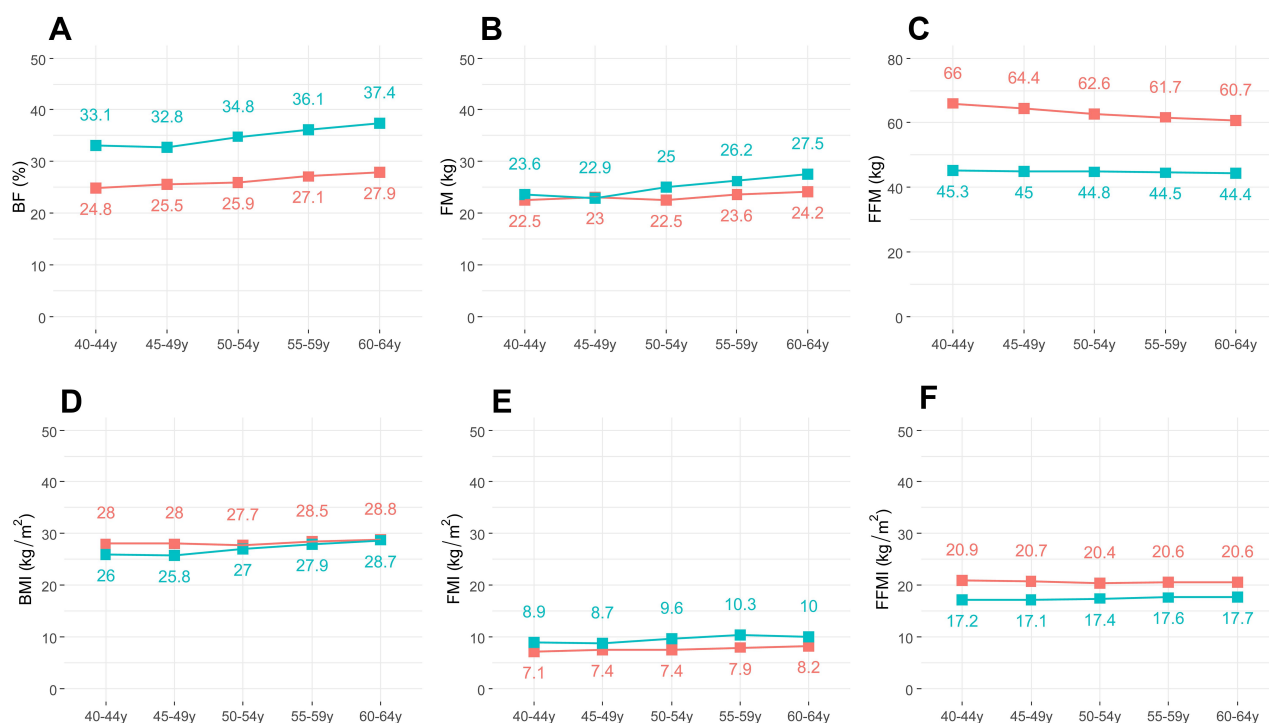 A
B
C
BF (%)
50
40
30
20
10
0
33.1
32.8
34.8
36.1
37.4
24.8
25.5
25.9
27.1
27.9
40-44y
45-49y
50-54y
55-59y
60-64y
FM (kg)
50
40
30
20
10
0
23.6
22.9
25
26.2
27.5
22.5
23
22.5
23.6
24.2
40-44y
45-49y
50-54y
55-59y
60-64y
FFM (kg)
80
60
40
20
0
66
64.4
62.6
61.7
60.7
45.3
45
44.8
44.5
44.4
40-44y
45-49y
50-54y
55-59y
60-64y
D
E
F
BMI (kg/m²)
50
40
30
20
10
0
28
28
27.7
28.5
28.8
26
25.8
27
27.9
28.7
40-44y
45-49y
50-54y
55-59y
60-64y
FMI (kg/m²)
50
40
30
20
10
0
8.9
8.7
9.6
10.3
10
7.1
7.4
7.4
7.9
8.2
40-44y
45-49y
50-54y
55-59y
60-64y
FFMI (kg/m²)
50
40
30
20
10
0
20.9
20.7
20.4
20.6
20.6
17.2
17.1
17.4
17.6
17.7
40-44y
45-49y
50-54y
55-59y
60-64y